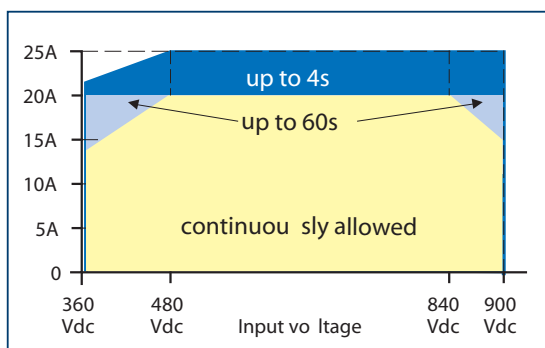 25A
up to 4s
20A
up to 60s
15A
10A
continuou sly allowed
5A
0
360 480 840 900
Vdc Vdc Input vo ltage Vdc Vdc